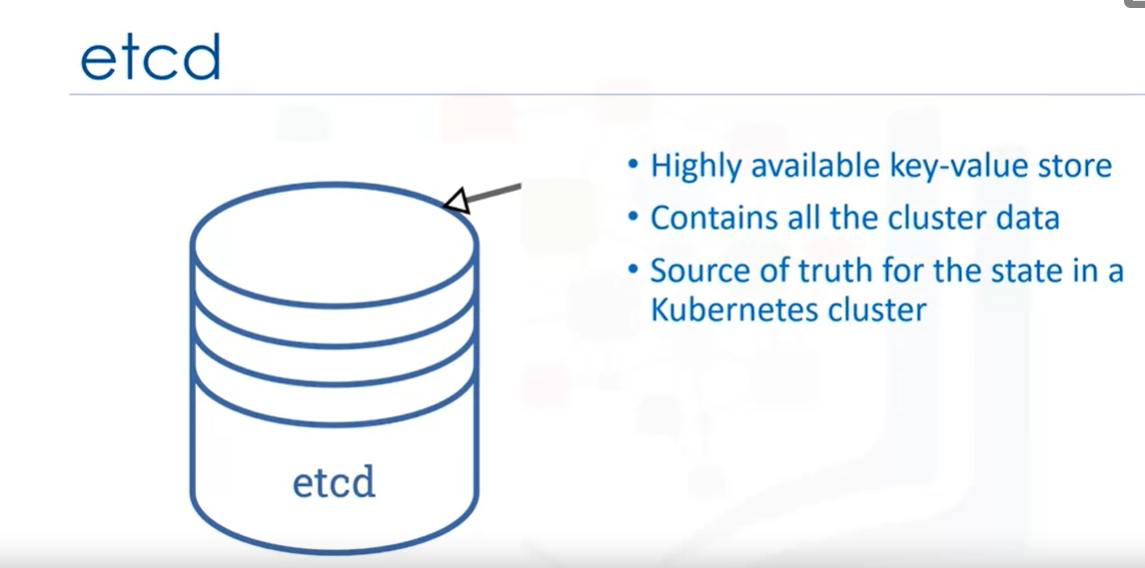 etcd
• Highly available key-value store
• Contains all the cluster data
• Source of truth for the state in a
Kubernetes cluster
etcd